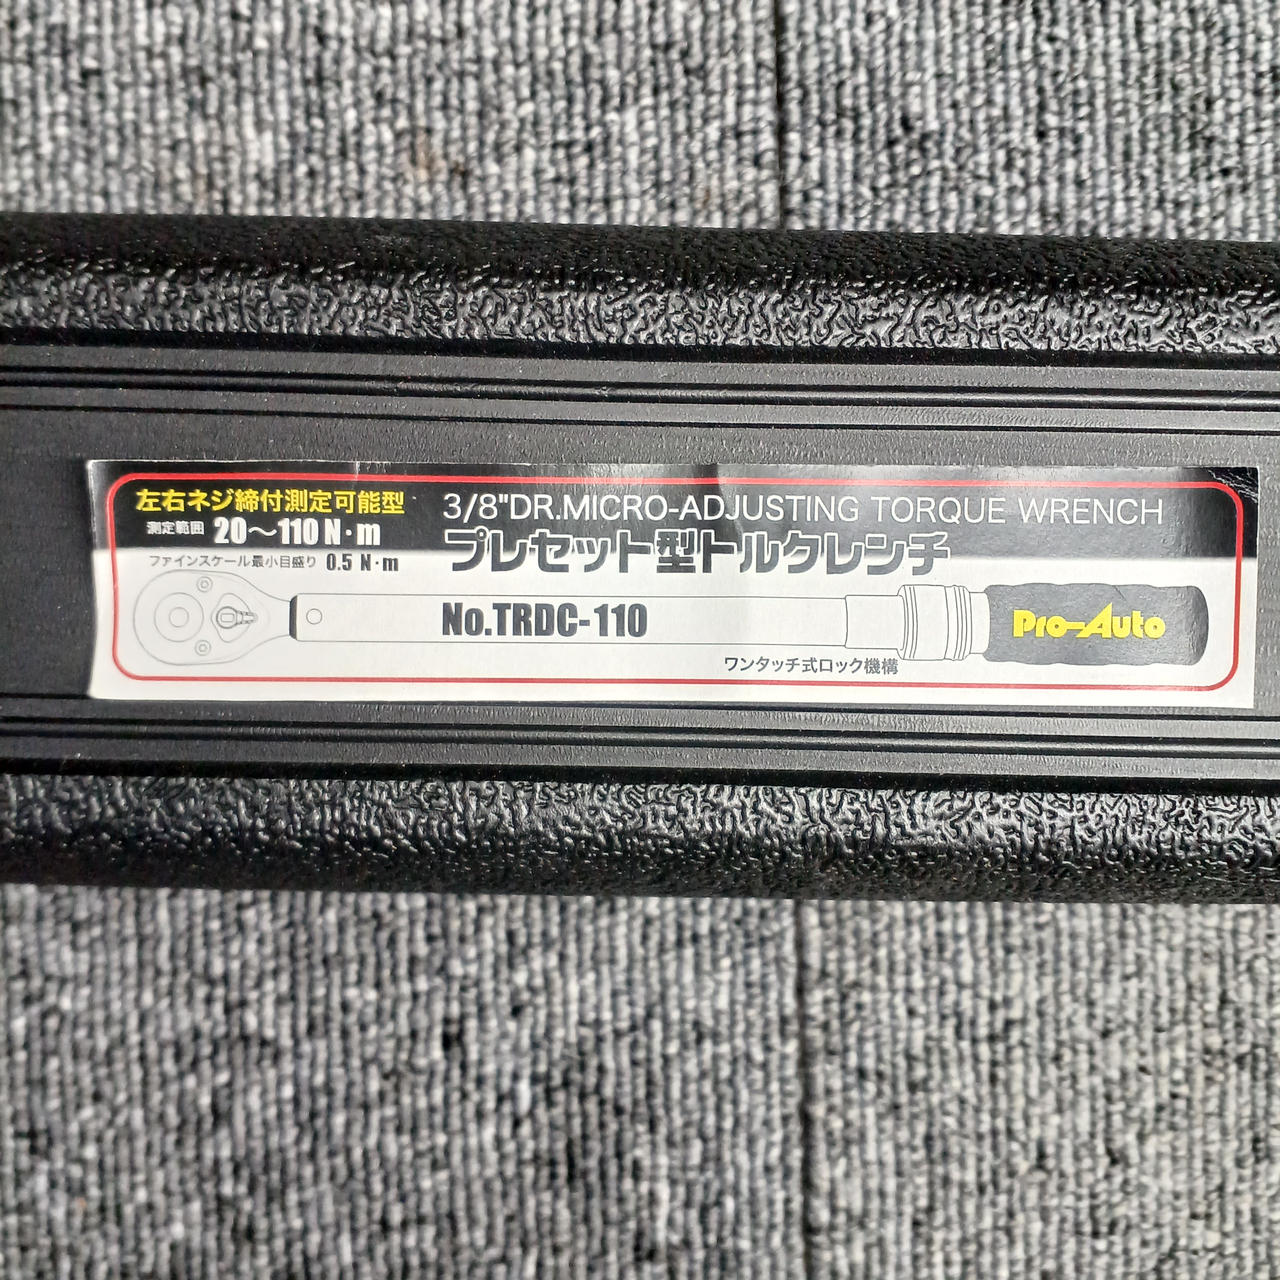 左右ネジ締付測定可能型
測定範囲 20〜110 N·m
ファインスケール最小目盛り 0.5 N·m
3/8"DR.MICRO-ADJUSTING TORQUE WRENCH
プレセット型トルクレンチ
No.TRDC-110
Pro-Auto
ワンタッチ式ロック機構